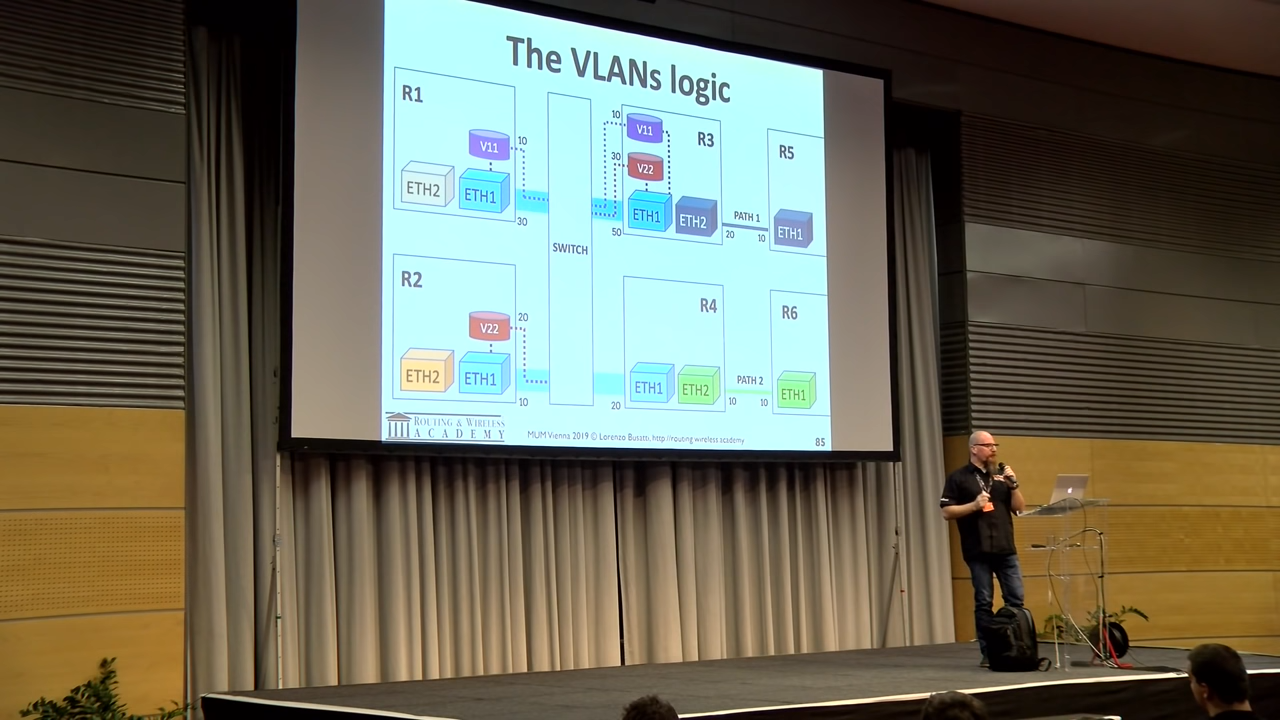 The VLANs logic
R1
V11
10
ETH2
ETH1
30
R2
V22
20
ETH2
ETH1
10
SWITCH
10
V11
R3
30
V22
ETH1
ETH2
50
PATH 1
20
10
R5
ETH1
R4
ETH1
ETH2
20
PATH 2
10
10
R6
ETH1
ROUTING & WIRELESS
ACADEMY
MUM Vienna 2019 © Lorenzo Busatti, http://routing wireless academy
85